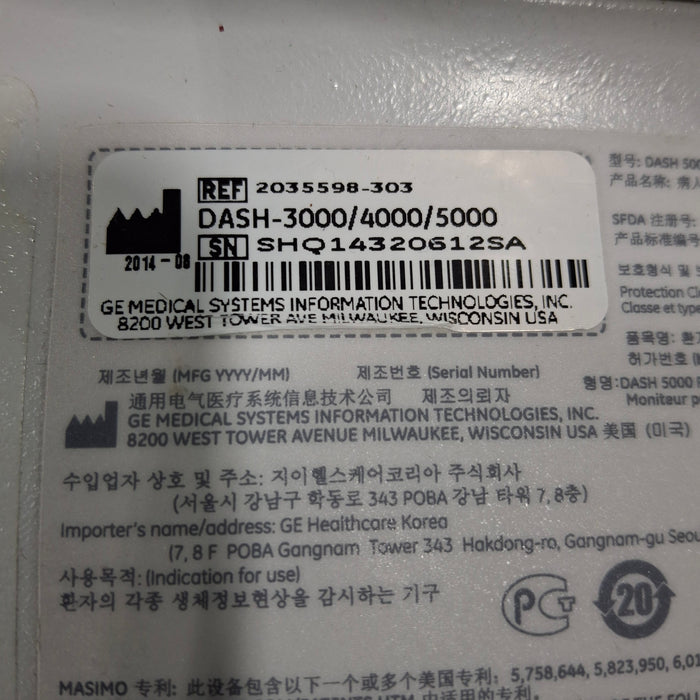 REF 2035598-303
DASH-3000/4000/5000
SN SHQ14320612SA
2014-08
GE MEDICAL SYSTEMS INFORMATION TECHNOLOGIES, INC.
8200 WEST TOWER AVE MILWAUKEE, WISCONSIN USA
型号: DASH 500
产品名称: 病人
SFDA 注册号:
产品标准编号
보호형식 및
Protection Cl
Classe et type
품목명: 환자
허가번호
형명: DASH 5000
Moniteur p
제조년월 (MFG YYYY/MM) 제조번호 (Serial Number)
通用电气医疗系统信息技术公司 제조의뢰자
GE MEDICAL SYSTEMS INFORMATION TECHNOLOGIES, INC.
8200 WEST TOWER AVENUE MILWAUKEE, WISCONSIN USA 美国 (미국)
수입업자 상호 및 주소: 지이헬스케어코리아 주식회사
(서울시 강남구 학동로 343 POBA 강남 타워 7, 8층)
Importer's name/address: GE Healthcare Korea
(7, 8 F POBA Gangnam Tower 343 Hakdong-ro, Gangnam-gu Seou
사용목적: (Indication for use)
환자의 각종 생체정보현상을 감시하는 기구
PCT
20
MASIMO 专利: 此设备包含以下一个或多个美国专利: 5,758,644, 5,823,950, 6,01